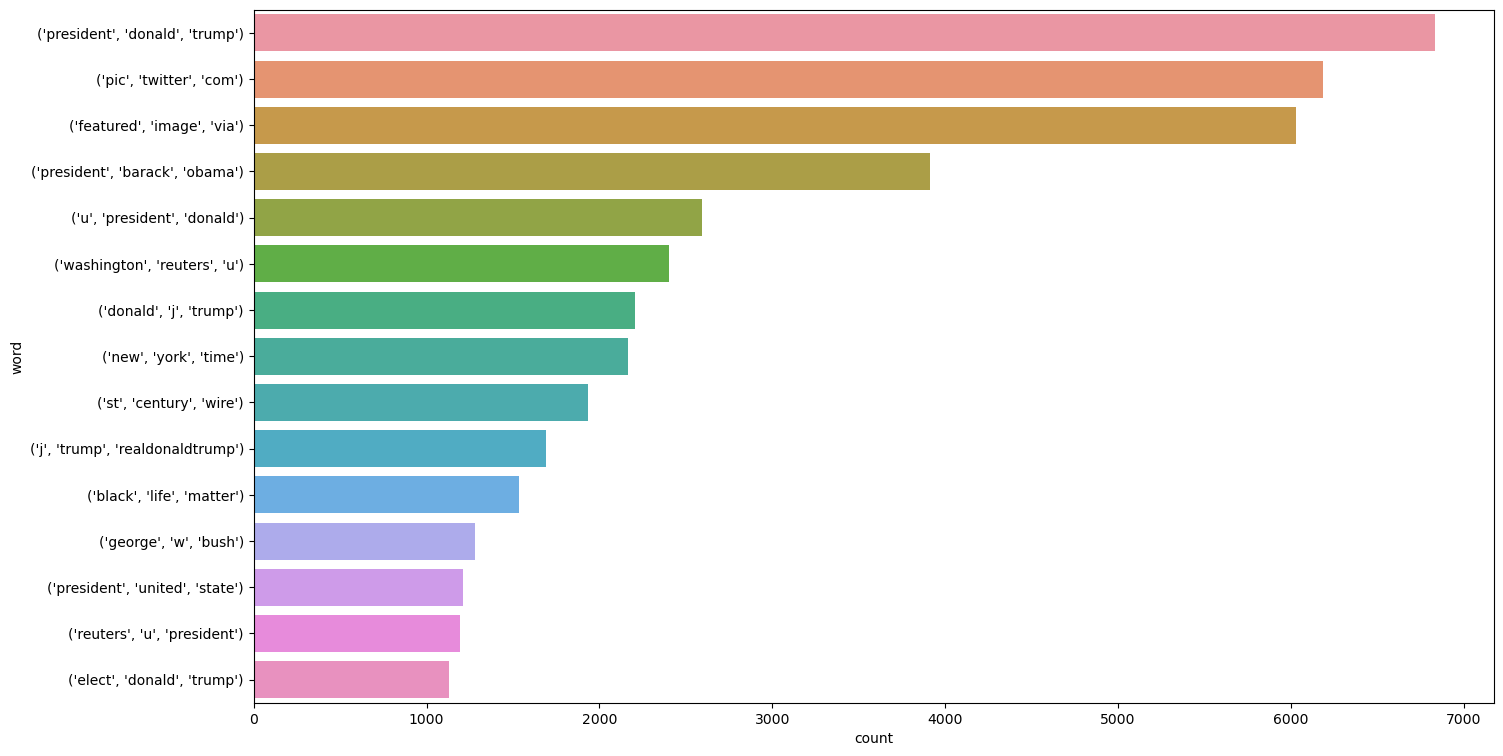 ('president', 'donald', 'trump')
('pic', 'twitter', 'com')
('featured', 'image', 'via')
('president', 'barack', 'obama')
('u', 'president', 'donald')
('washington', 'reuters', 'u')
('donald', 'j', 'trump')
('new', 'york', 'time')
('st', 'century', 'wire')
('j', 'trump', 'realdonaldtrump')
('black', 'life', 'matter')
('george', 'w', 'bush')
('president', 'united', 'state')
('reuters', 'u', 'president')
('elect', 'donald', 'trump')
word
0 1000 2000 3000 4000 5000 6000 7000
count